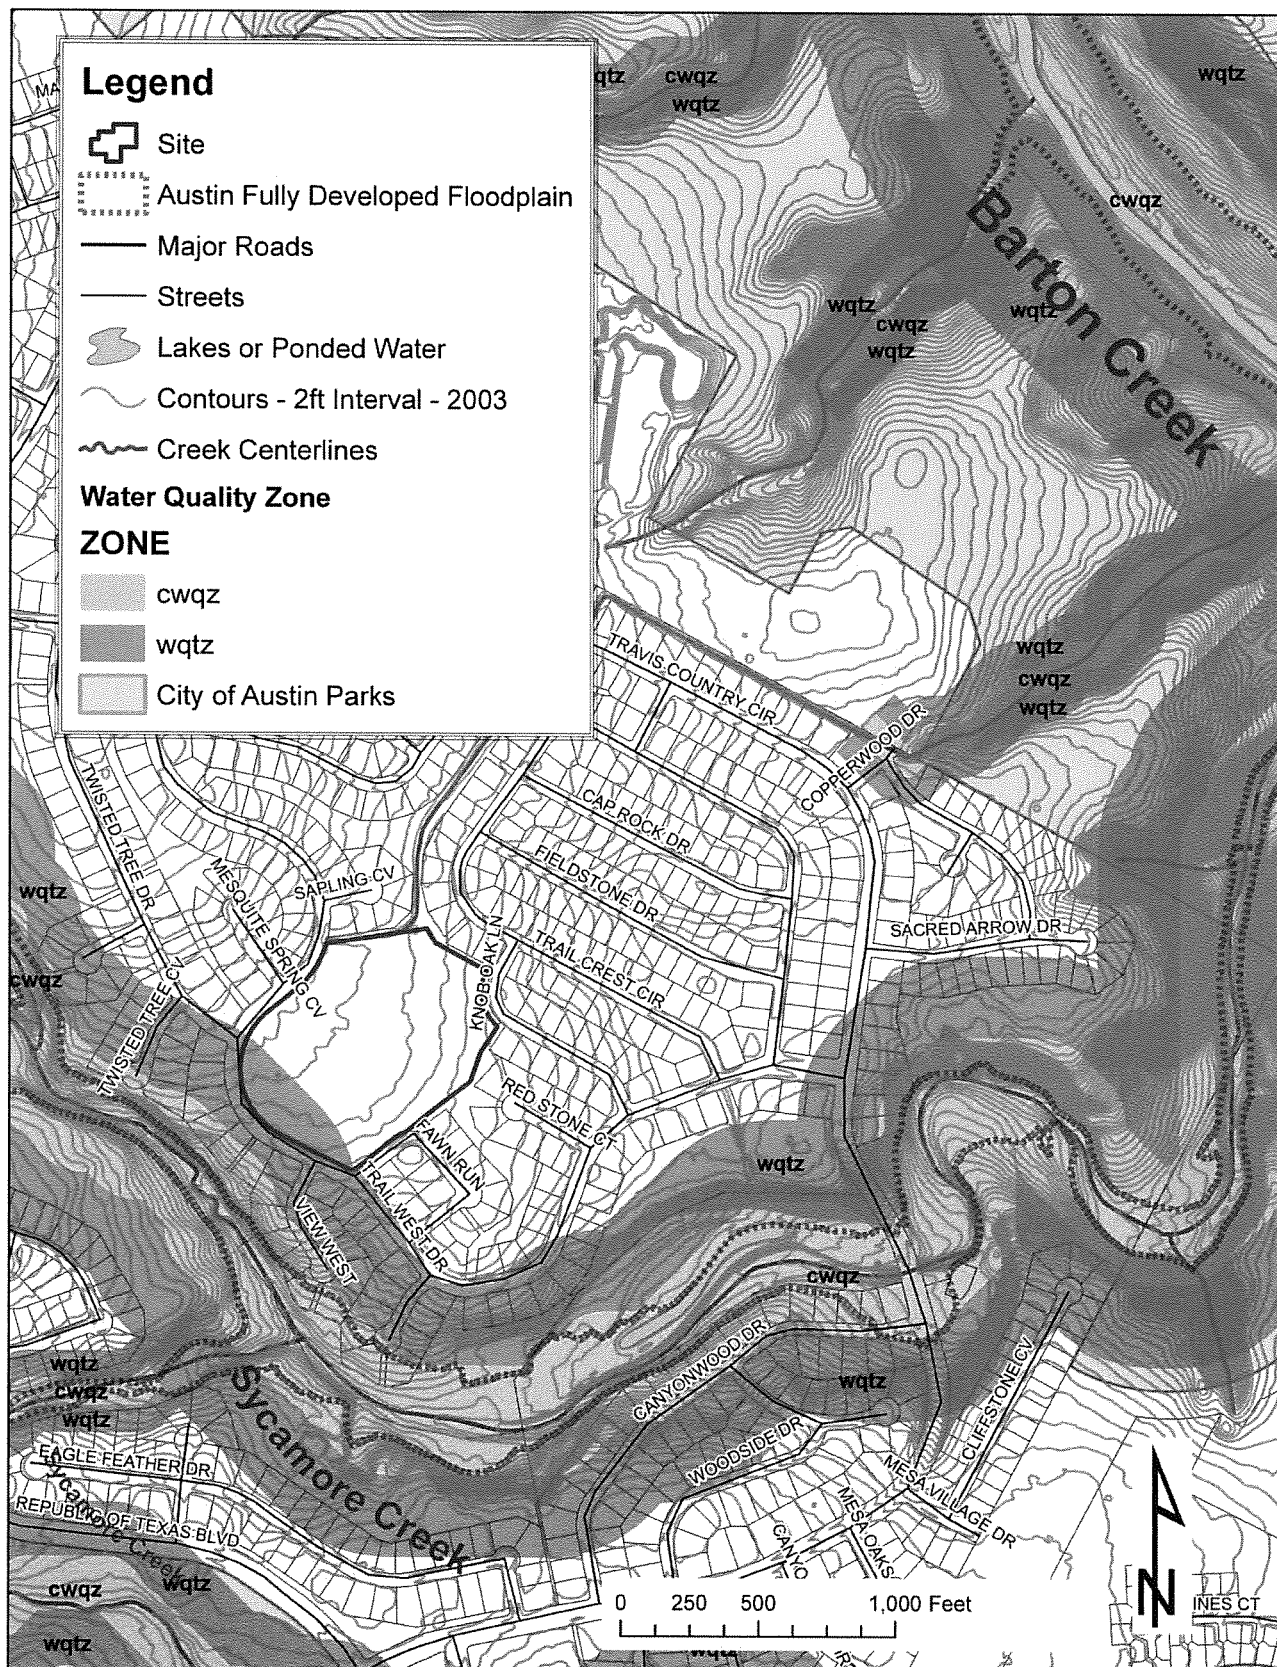 Legend
Site
Austin Fully Developed Floodplain
Major Roads
Streets
Lakes or Ponded Water
Contours - 2ft Interval - 2003
Creek Centerlines
Water Quality Zone
ZONE
cwqz
wqtz
City of Austin Parks
MA
qtz
cwqz
wqtz
wqtz
cwqz
Barton Creek
wqtz
cwqz
wqtz
wqtz
wqtz
cwqz
wqtz
TRAVIS COUNTRY CIR
COPPERWOOD DR
CAP ROCK DR
FIELDSTONE DR
TWISTED TREE DR
MESQUITE SPRING CV
SAPLING CV
wqtz
KNOB OAK LN
TRAIL CREST CIR
SACRED ARROW DR
cwqz
TWISTED TREE CV
RED STONE CT
FAWN RUN
wqtz
TRAIL WEST DR
VIEW WEST
cwqz
wqtz
cwqz
wqtz
Sycamore Creek
CANYONWOOD DR
wqtz
CLIFFSTONE CV
WOODSIDE DR
EAGLE FEATHER DR
Sycamore Creek
REPUBLIC OF TEXAS BLVD
MESA VILLAGE DR
MESA OAKS
CANYO
cwqz
wqtz
wqtz
0 250 500 1,000 Feet
N
INES CT
wqtz